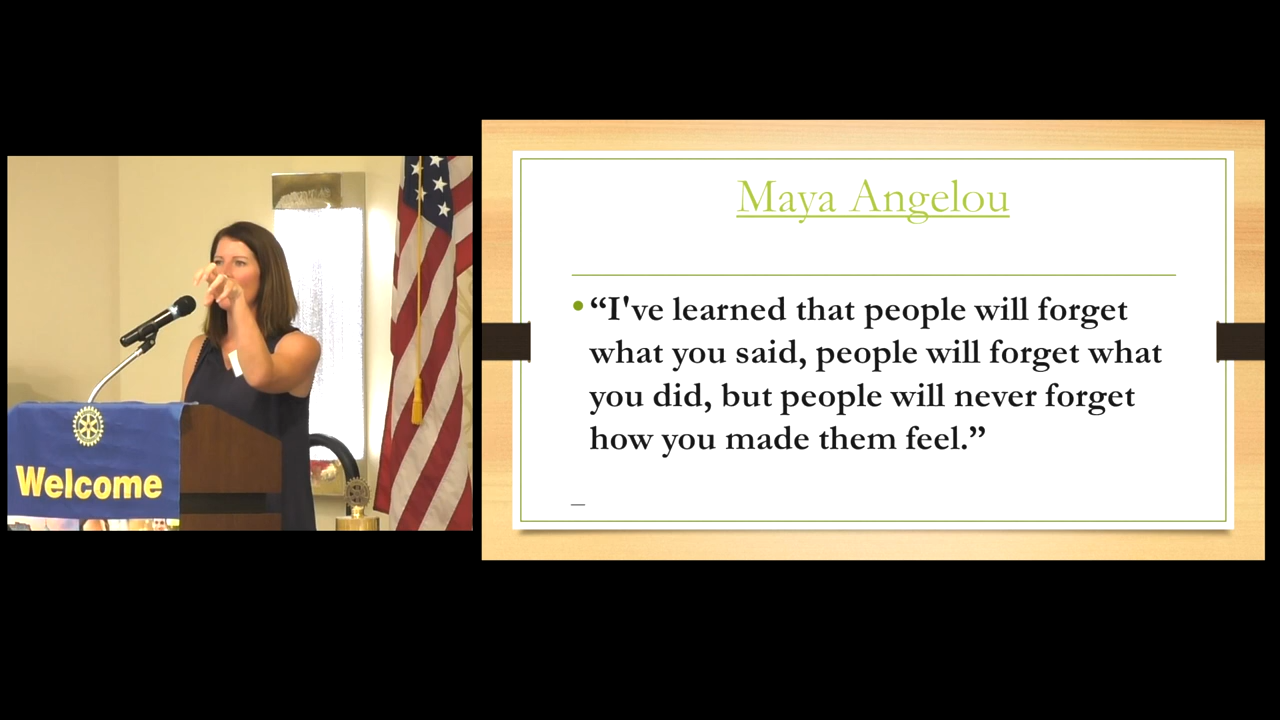 Welcome
Maya Angelou
• “I've learned that people will forget
what you said, people will forget what
you did, but people will never forget
how you made them feel.”
—